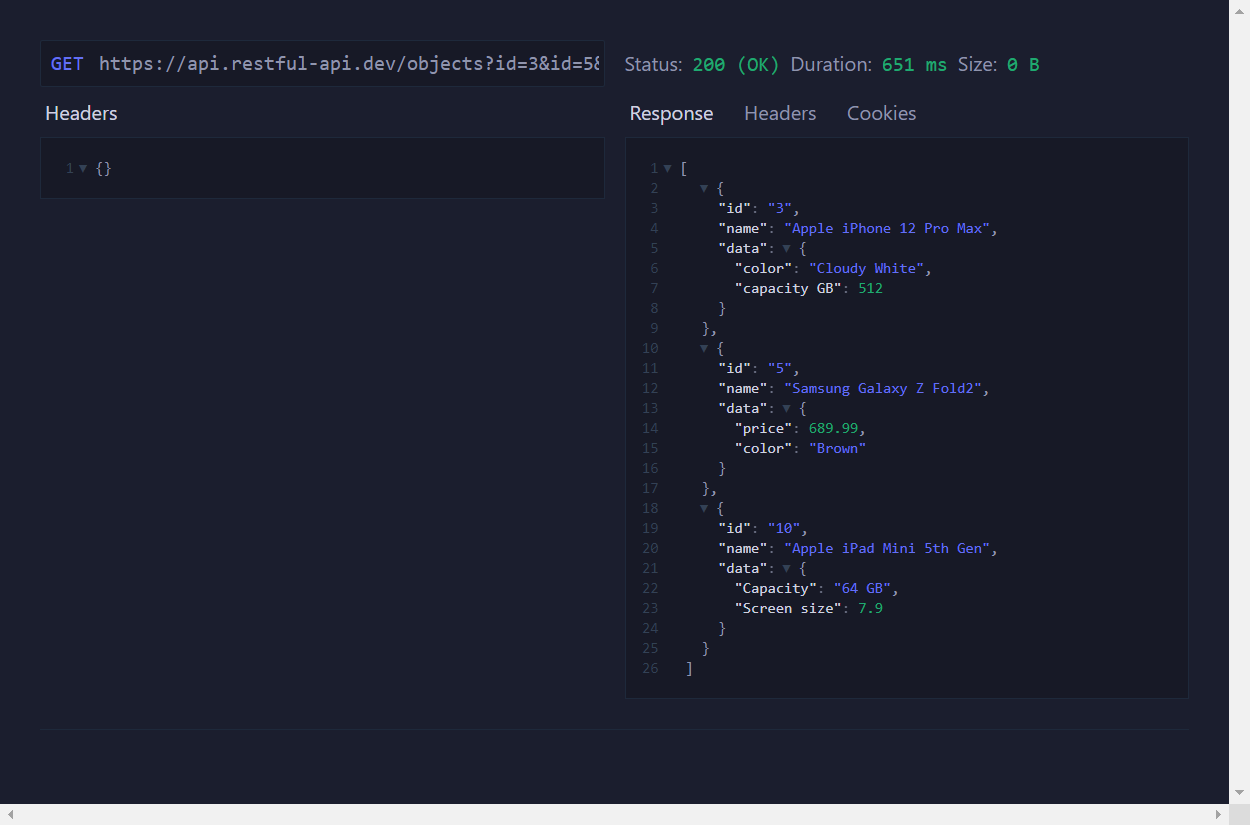 GET https://api.restful-api.dev/objects?id=3&id=5&
Status: 200 (OK) Duration: 651 ms Size: 0 B
Headers
1 {}
Response Headers Cookies
1 [
2 {
3 "id": "3",
4 "name": "Apple iPhone 12 Pro Max",
5 "data": {
6 "color": "Cloudy White",
7 "capacity GB": 512
8 }
9 },
10 {
11 "id": "5",
12 "name": "Samsung Galaxy Z Fold2",
13 "data": {
14 "price": 689.99,
15 "color": "Brown"
16 }
17 },
18 {
19 "id": "10",
20 "name": "Apple iPad Mini 5th Gen",
21 "data": {
22 "Capacity": "64 GB",
23 "Screen size": 7.9
24 }
25 }
26 ]